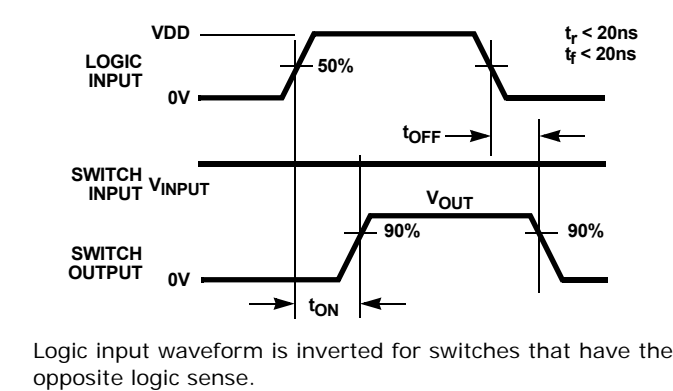 VDD
tr < 20ns
tf < 20ns
LOGIC
INPUT
50%
0V
tOFF
SWITCH
INPUT
VINPUT
VOUT
90%
90%
SWITCH
OUTPUT
0V
tON
Logic input waveform is inverted for switches that have the
opposite logic sense.